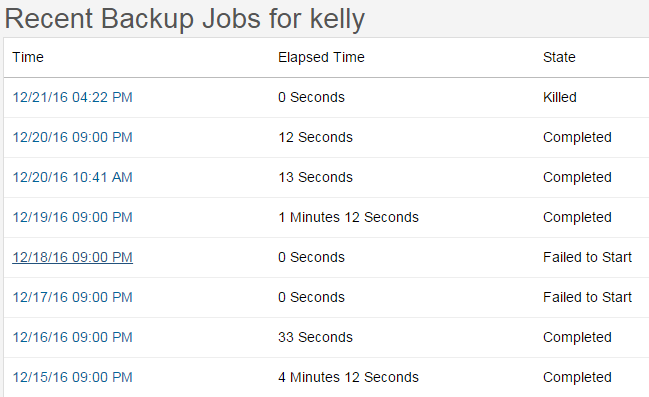 Recent Backup Jobs for kelly
Time Elapsed Time State
12/21/16 04:22 PM 0 Seconds Killed
12/20/16 09:00 PM 12 Seconds Completed
12/20/16 10:41 AM 13 Seconds Completed
12/19/16 09:00 PM 1 Minutes 12 Seconds Completed
12/18/16 09:00 PM 0 Seconds Failed to Start
12/17/16 09:00 PM 0 Seconds Failed to Start
12/16/16 09:00 PM 33 Seconds Completed
12/15/16 09:00 PM 4 Minutes 12 Seconds Completed